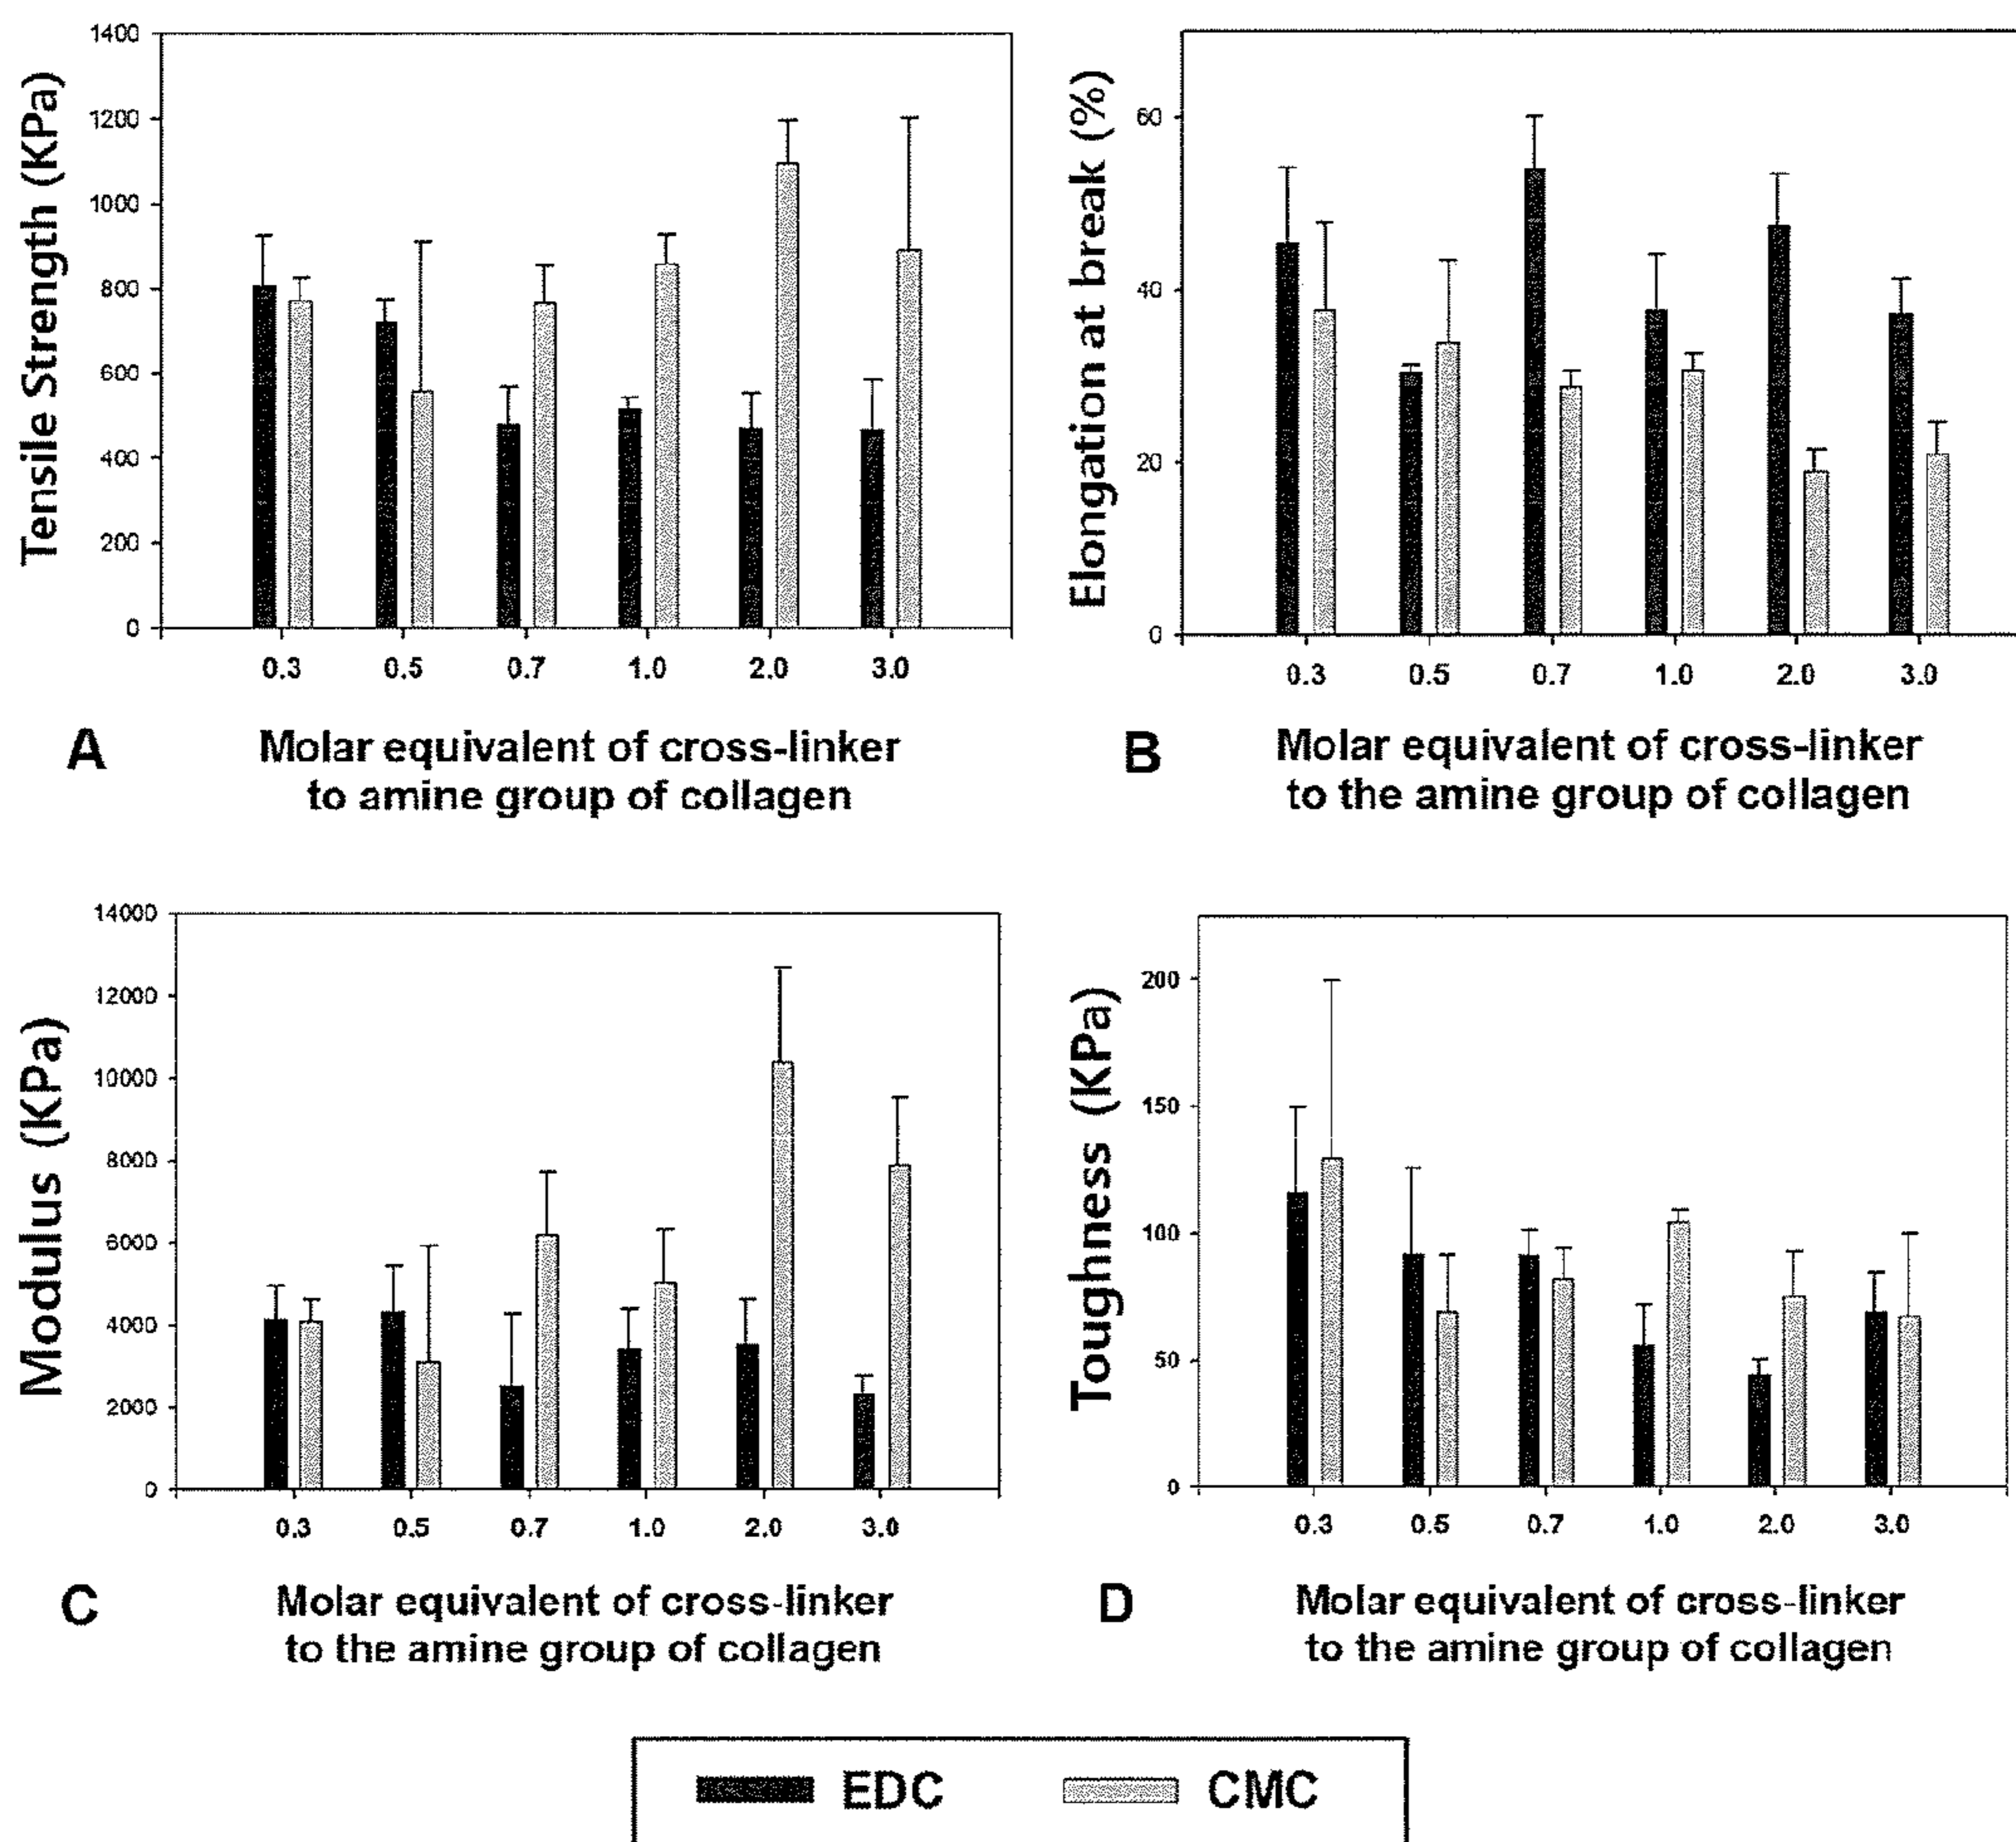 Tensile Strength (KPa)
1400
1200
1000
800
600
400
200
0
0.3 0.5 0.7 1.0 2.0 3.0
A
Molar equivalent of cross-linker
to amine group of collagen
Elongation at break (%)
60
40
20
0
0.3 0.5 0.7 1.0 2.0 3.0
B
Molar equivalent of cross-linker
to the amine group of collagen
Modulus (KPa)
14000
12000
10000
8000
6000
4000
2000
0
0.3 0.5 0.7 1.0 2.0 3.0
C
Molar equivalent of cross-linker
to the amine group of collagen
Toughness (KPa)
200
150
100
50
0
0.3 0.5 0.7 1.0 2.0 3.0
D
Molar equivalent of cross-linker
to the amine group of collagen
EDC CMC